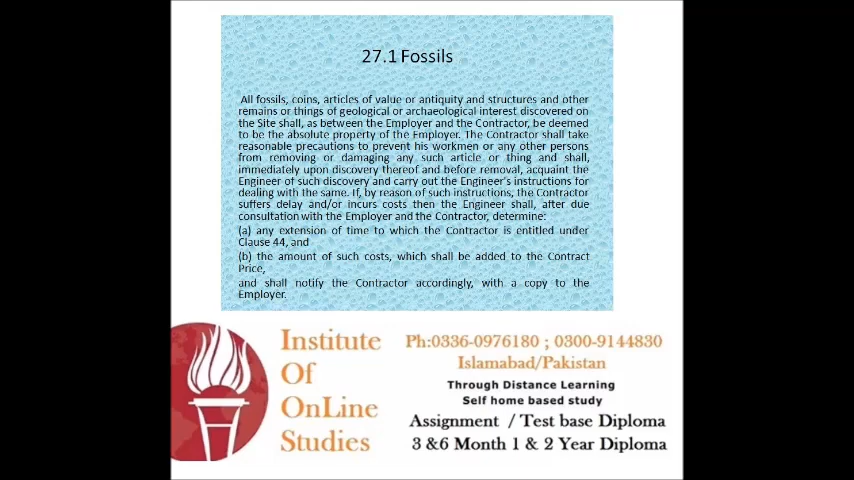 27.1 Fossils
All fossils, coins, articles of value or antiquity and structures and other
remains or things of geological or archaeological interest discovered on
the Site shall, as between the Employer and the Contractor, be deemed
to be the absolute property of the Employer. The Contractor shall take
reasonable precautions to prevent his workmen or any other persons
from removing or damaging any such article or thing and shall,
immediately upon discovery thereof and before removal, acquaint the
Engineer of such discovery and carry out the Engineer's instructions for
dealing with the same. If, by reason of such instructions, the Contractor
suffers delay and/or incurs costs then the Engineer shall, after due
consultation with the Employer and the Contractor, determine:
(a) any extension of time to which the Contractor is entitled under
Clause 44, and
(b) the amount of such costs, which shall be added to the Contract
Price,
and shall notify the Contractor accordingly, with a copy to the
Employer.
Institute
Of
OnLine
Studies
Ph:0336-0976180 ; 0300-9144830
Islamabad/Pakistan
Through Distance Learning
Self home based study
Assignment / Test base Diploma
3 &6 Month 1 & 2 Year Diploma